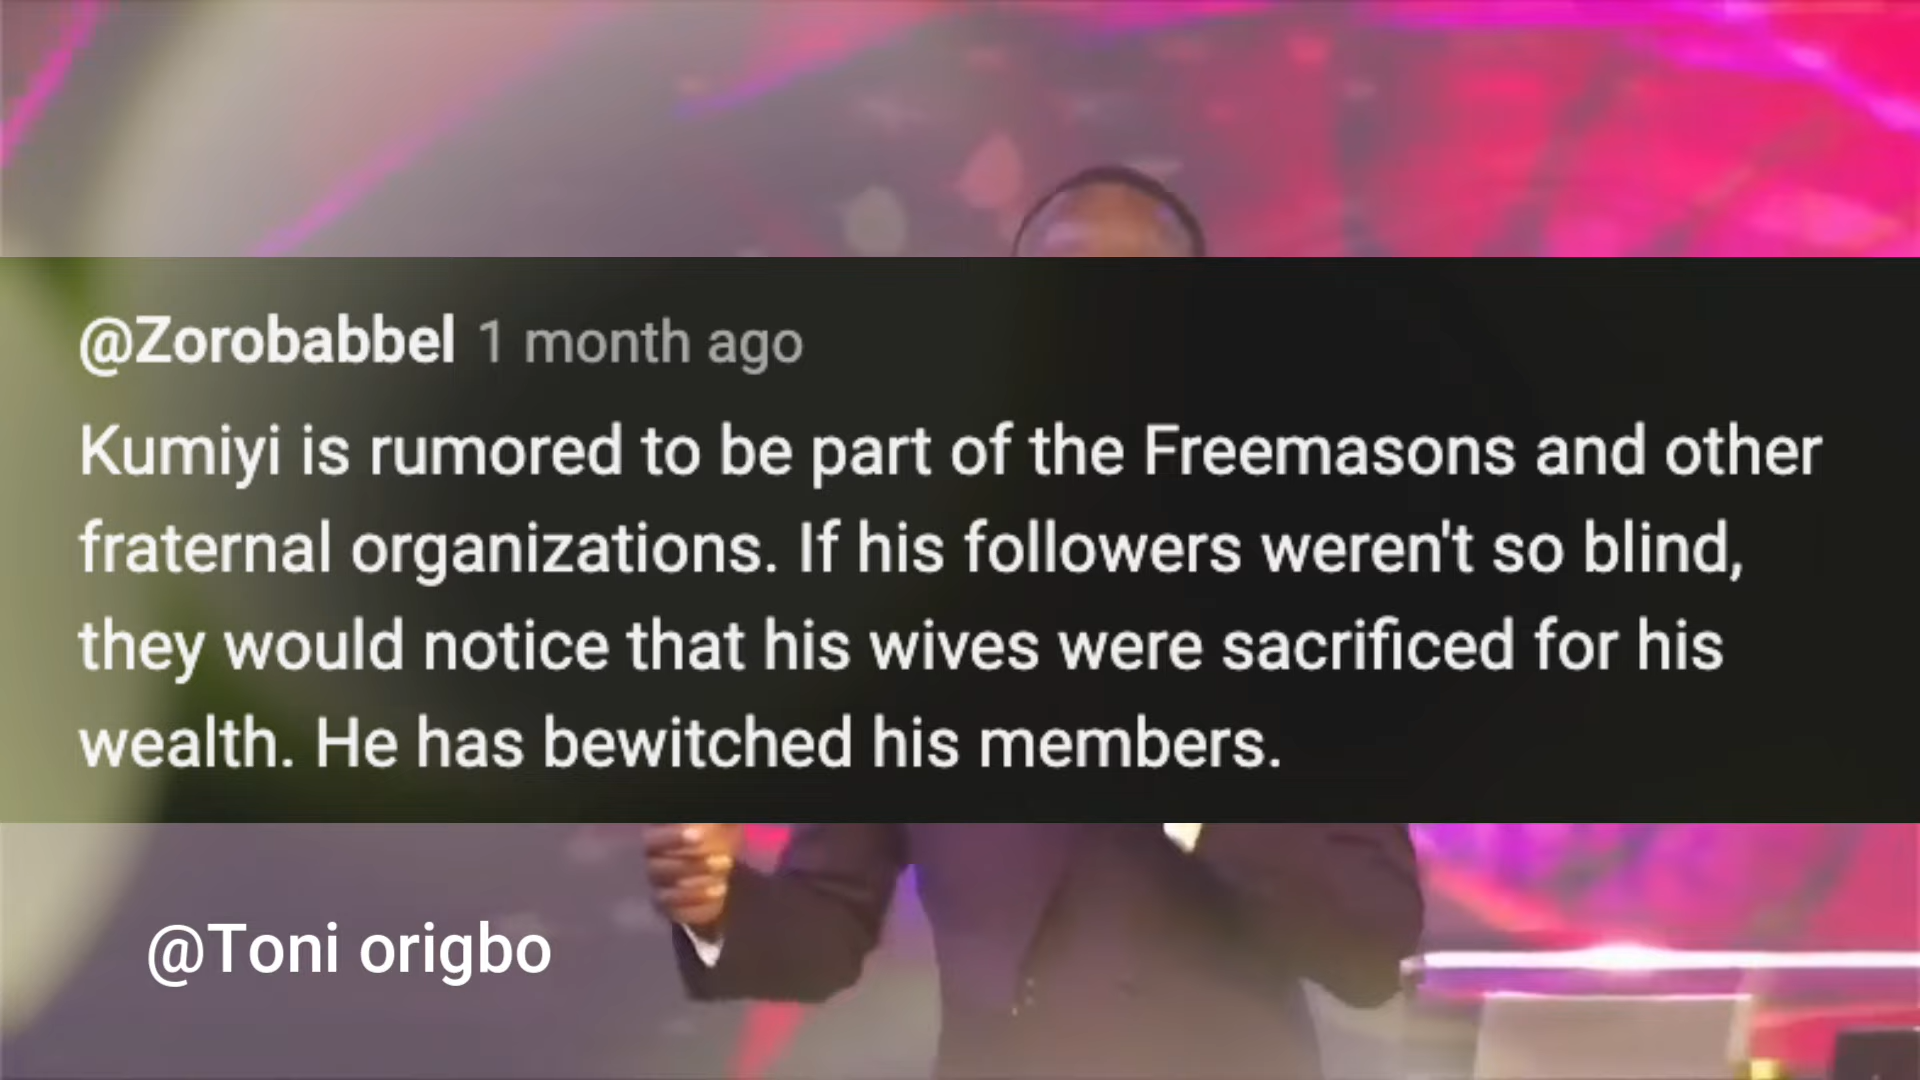 @Zorobabbel 1 month ago
Kumiyi is rumored to be part of the Freemasons and other
fraternal organizations. If his followers weren't so blind,
they would notice that his wives were sacrificed for his
wealth. He has bewitched his members.
@Toni origbo